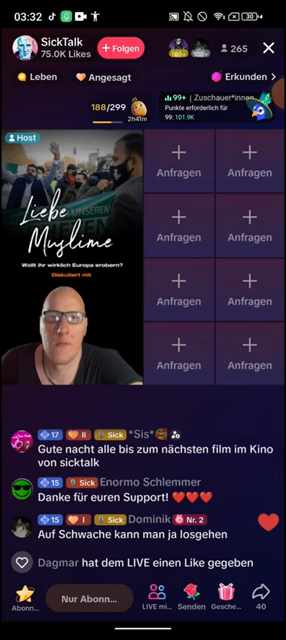 03:32
30
SickTalk
75.0K Likes
+ Folgen
265
Leben
Angesagt
Erkunden >
188/299
2h41m
99+ | Zuschauer*innen
Punkte erforderlich für
99: 101.9K
Host
Liebe
Muslime
Wollt ihr wirklich Europa erobern?
Diskutiert mit
Anfragen
Anfragen
Anfragen
Anfragen
Anfragen
Anfragen
Anfragen
Anfragen
17 II Sick *Sis*
Gute nacht alle bis zum nächsten film im Kino
von sicktalk
15 Sick Enormo Schlemmer
Danke für euren Support! ❤️❤️❤️
15 I Sick Dominik Nr. 2
Auf Schwache kann man ja losgehen
Dagmar hat dem LIVE einen Like gegeben
Nur Abonn...
Abonn...
LIVE mi...
Senden
Gesche...
40